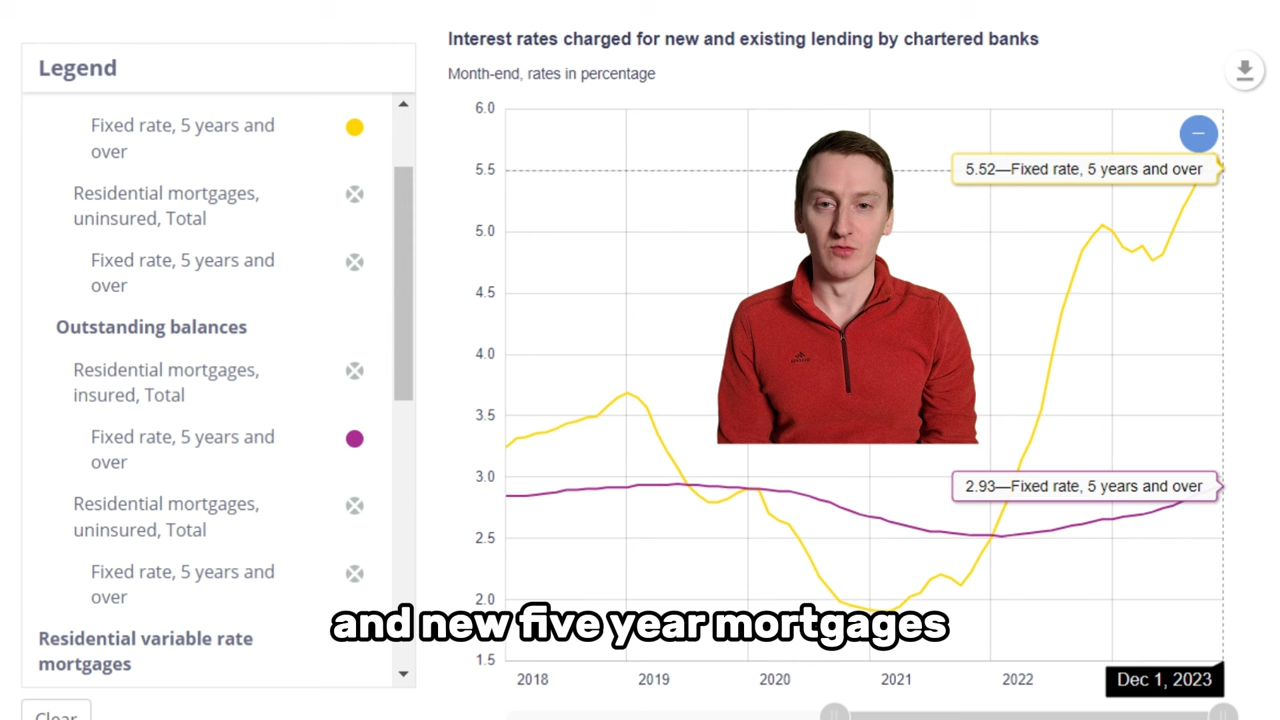 Interest rates charged for new and existing lending by chartered banks
Month-end, rates in percentage
Legend
Fixed rate, 5 years and
over
Residential mortgages,
uninsured, Total
Fixed rate, 5 years and
over
Outstanding balances
Residential mortgages,
insured, Total
Fixed rate, 5 years and
over
Residential mortgages,
uninsured, Total
Fixed rate, 5 years and
over
Residential variable rate
mortgages
Clear
6.0
5.5
5.0
4.5
4.0
3.5
3.0
2.5
2.0
1.5
5.52—Fixed rate, 5 years and over
2.93—Fixed rate, 5 years and over
2018
2019
2020
2021
2022
Dec 1, 2023
and new five year mortgages